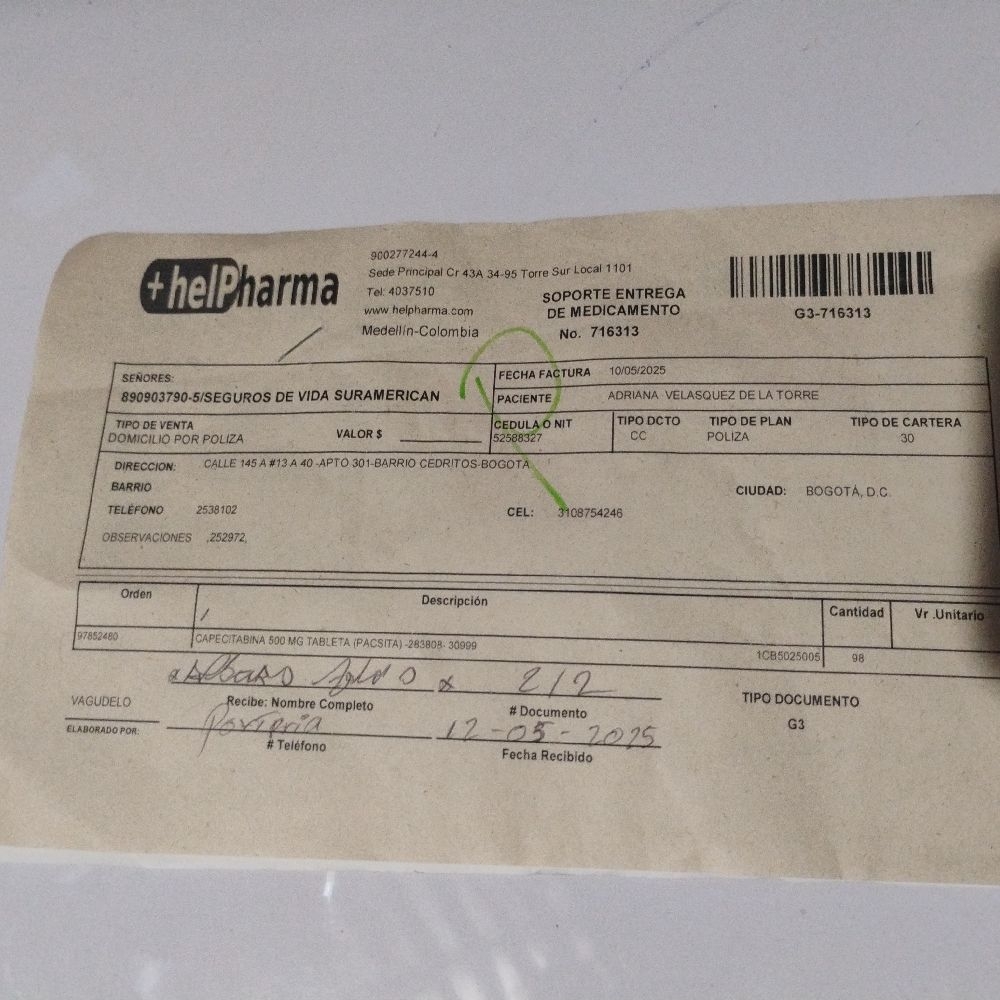 +helPharma
900277244-4
Sede Principal Cr 43A 34-95 Torre Sur Local 1101
Tel: 4037510
www.helpharma.com
Medellín-Colombia
SOPORTE ENTREGA
DE MEDICAMENTO
No. 716313
G3-716313
SEÑORES:
890903790-5/SEGUROS DE VIDA SURAMERICAN
FECHA FACTURA 10/05/2025
PACIENTE ADRIANA VELASQUEZ DE LA TORRE
TIPO DE VENTA
DOMICILIO POR POLIZA
VALOR $
CEDULA O NIT
52588327
TIPO DCTO
CC
TIPO DE PLAN
POLIZA
TIPO DE CARTERA
30
DIRECCION: CALLE 145 A #13 A 40 -APTO 301-BARRIO CEDRITOS-BOGOTA
BARRIO
CIUDAD: BOGOTÁ, D.C.
TELÉFONO 2538102
CEL: 3108754246
OBSERVACIONES ,252972,
Orden Descripción Cantidad Vr .Unitario
97852480 CAPECITABINA 500 MG TABLETA (PACSITA) -283808- 30999 1CB5025005 98
212
VAGUDELO
Recibe: Nombre Completo
# Documento
TIPO DOCUMENTO
G3
Porteria
12-05-2025
ELABORADO POR:
# Teléfono
Fecha Recibido